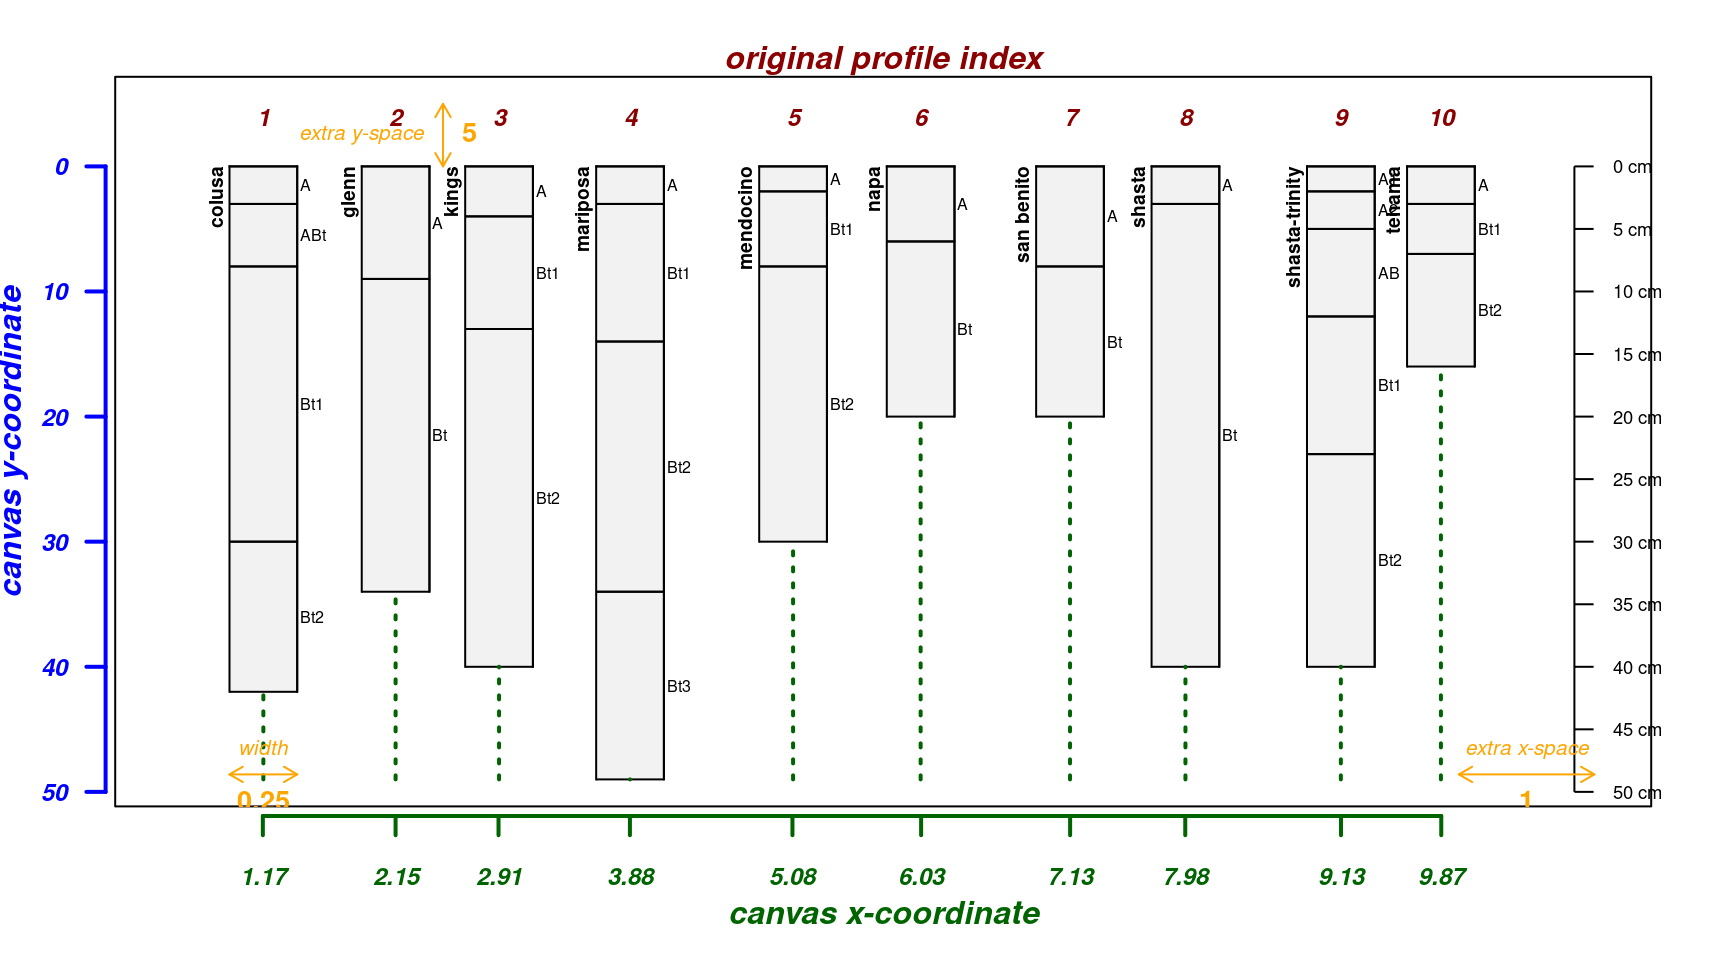 original profile index
1 2 3 4 5 6 7 8 9 10
extra y-space 5
canvas y-coordinate
0
10
20
30
40
50
colusa
A
ABt
Bt1
Bt2
glenn
A
Bt
kings
A
Bt1
Bt2
mariposa
A
Bt1
Bt2
Bt3
mendocino
A
Bt1
Bt2
napa
A
Bt
san benito
A
Bt
shasta
A
Bt
shasta-trinity
AB
Bt1
Bt2
tehama
A
Bt1
Bt2
0 cm
5 cm
10 cm
15 cm
20 cm
25 cm
30 cm
35 cm
40 cm
45 cm
50 cm
width
0.25
extra x-space
1
1.17 2.15 2.91 3.88 5.08 6.03 7.13 7.98 9.13 9.87
canvas x-coordinate